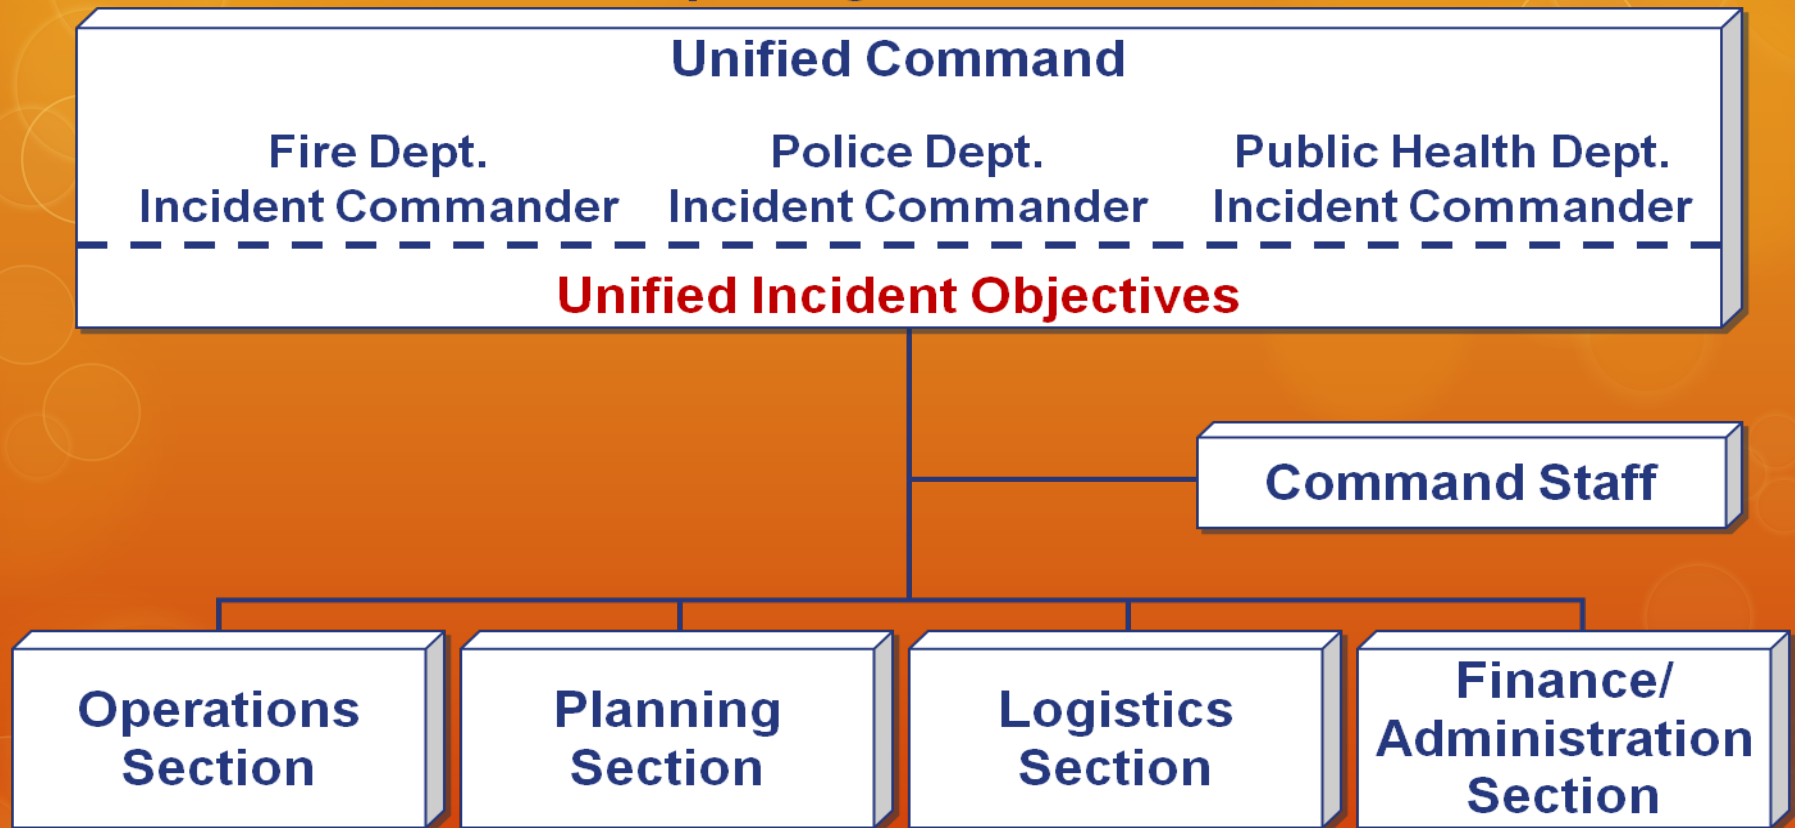 Unified Command
Fire Dept.
Incident Commander
Police Dept.
Incident Commander
Public Health Dept.
Incident Commander
Unified Incident Objectives
Command Staff
Operations
Section
Planning
Section
Logistics
Section
Finance/
Administration
Section